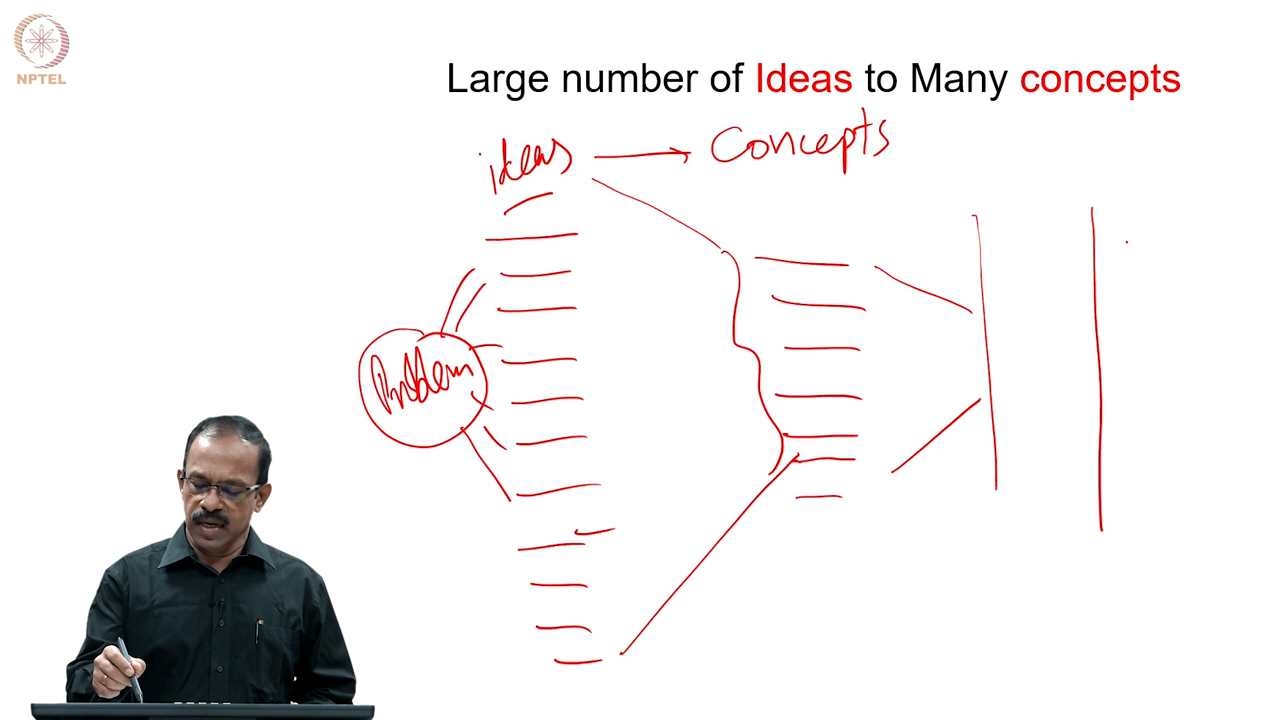 NPTEL
Large number of Ideas to Many concepts
ideas → Concepts
Problem